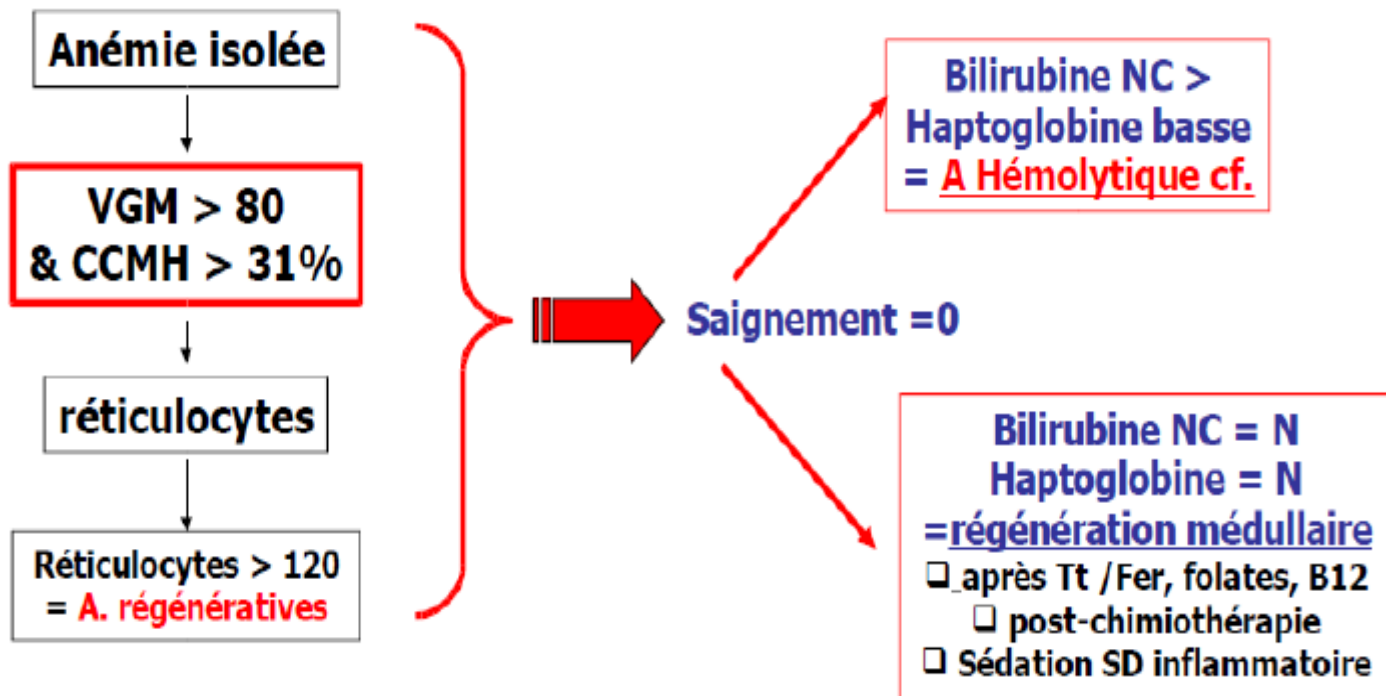 Anémie isolée
VGM > 80
& CCMH > 31%
réticulocytes
Réticulocytes > 120
= A. régénératives
Saignement =0
Bilirubine NC >
Haptoglobine basse
= A Hémolytique cf.
Bilirubine NC = N
Haptoglobine = N
=régénération médullaire
❑ après Tt /Fer, folates, B12
❑ post-chimiothérapie
❑ Sédation SD inflammatoire